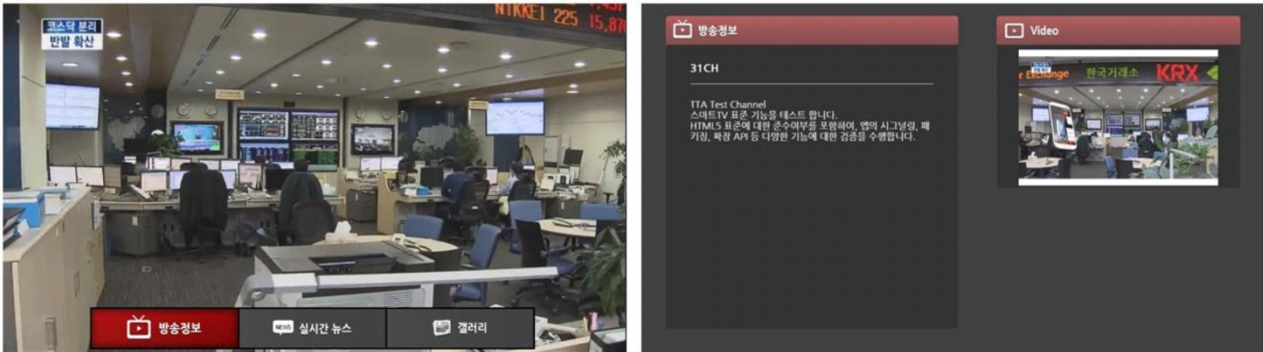 NIKKEI 225 15,87
코스닥 분리
반발 확산
방송정보
NEWS 실시간 뉴스
갤러리
방송정보
31CH
TTA Test Channel
스마트TV 표준 기능을 테스트 합니다.
HTML5 표준에 대한 준수여부를 포함하여, 앱의 시그널링, 패
키징, 확장 API 등 다양한 기능에 대한 검증을 수행합니다.
Video
r Exchange 한국거래소 KRX